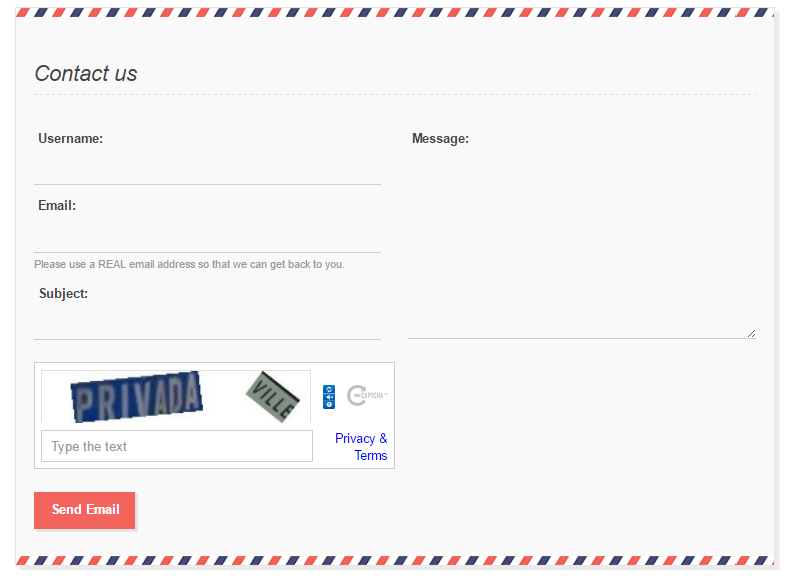 Contact us
Username:
Email:
Please use a REAL email address so that we can get back to you.
Subject:
Message:
PRIVADA
VILLE
CAPTCHA
Type the text
Privacy &
Terms
Send Email